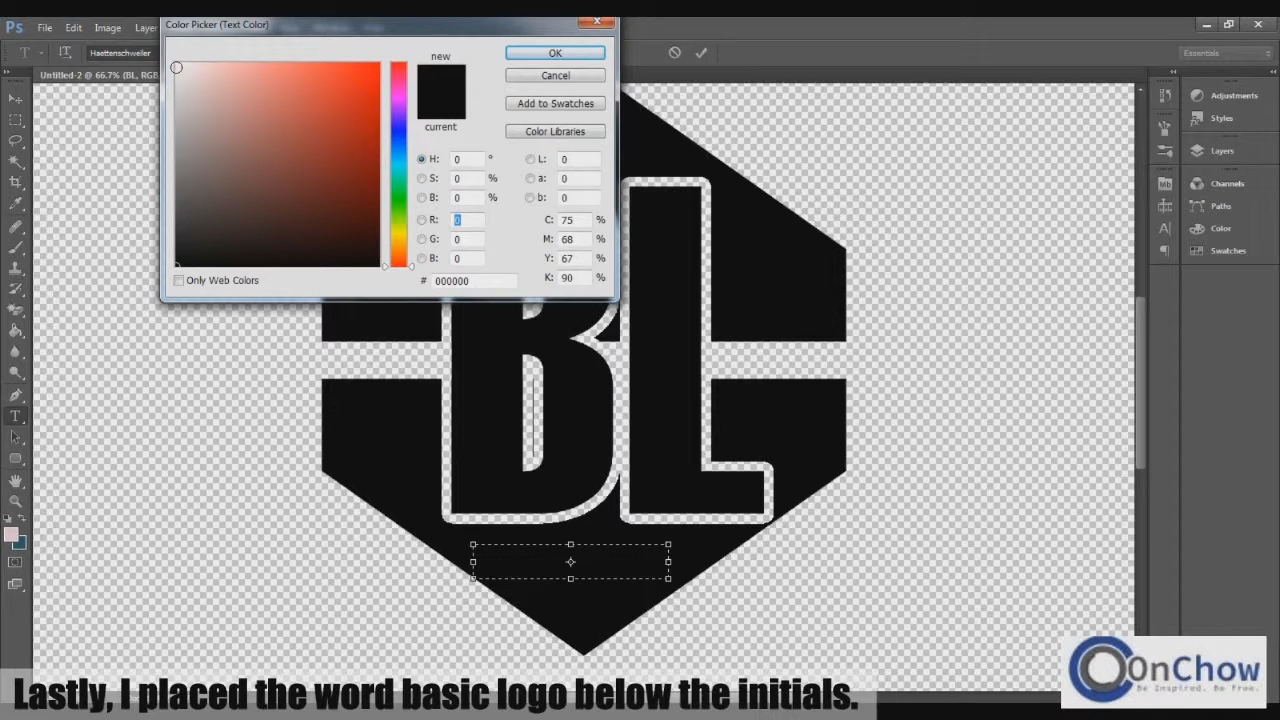 Color Picker (Text Color)
Ps File Edit Image Layer
T Haettenschweiler
Essentials
Untitled-2 @ 66.7% (BL, RGB
new
current
OK
Cancel
Add to Swatches
Color Libraries
H: 0 °
S: 0 %
B: 0 %
R: 0
G: 0
B: 0
L: 0
a: 0
b: 0
C: 75 %
M: 68 %
Y: 67 %
K: 90 %
Only Web Colors
# 000000
Adjustments
Styles
Layers
Channels
Paths
Color
Swatches
Mb
BL
OnChow
Be Inspired. Be Free.
Lastly, I placed the word basic logo below the initials.